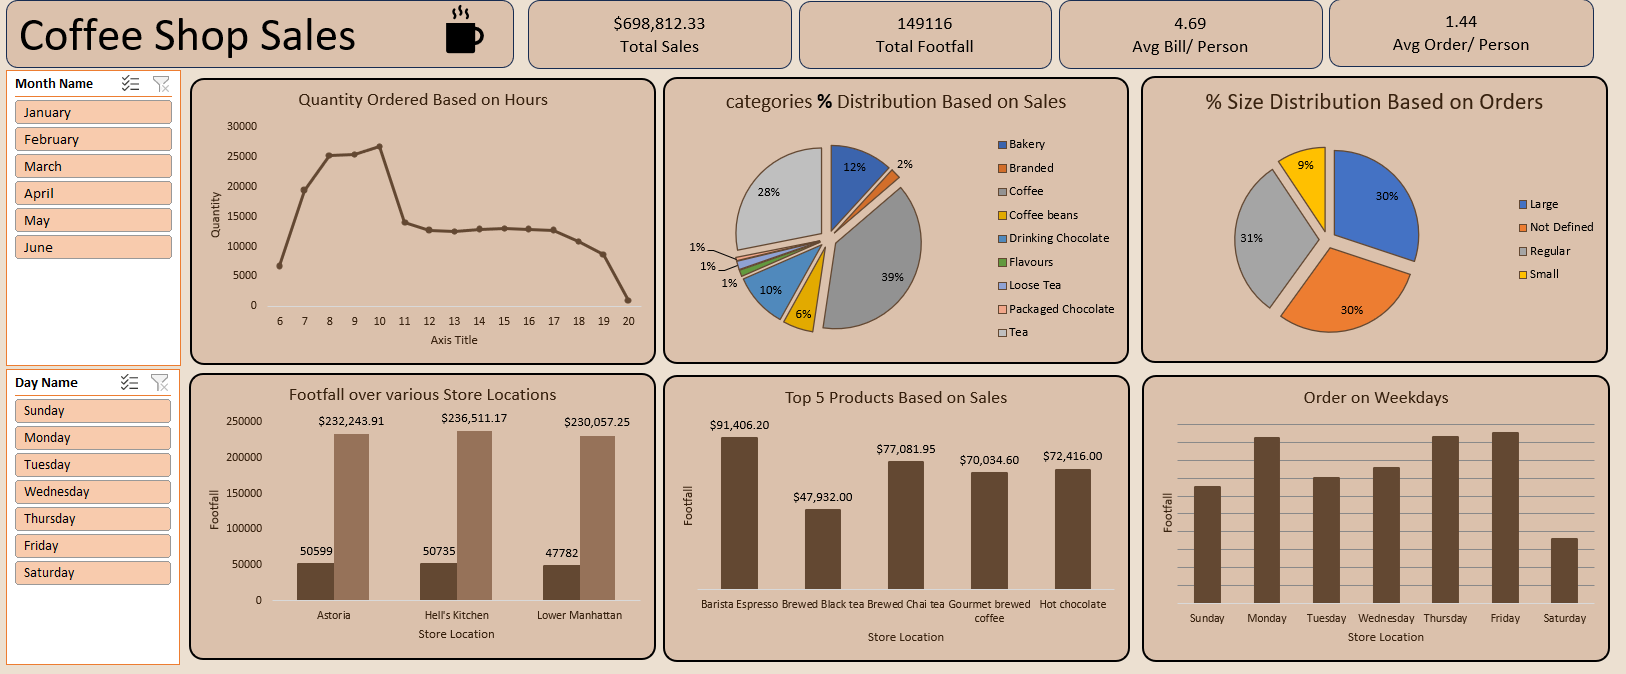 Coffee Shop Sales
$698,812.33
Total Sales
149116
Total Footfall
4.69
Avg Bill/ Person
1.44
Avg Order/ Person
Month Name
January
February
March
April
May
June
Day Name
Sunday
Monday
Tuesday
Wednesday
Thursday
Friday
Saturday
Quantity Ordered Based on Hours
Quantity
30000
25000
20000
15000
10000
5000
0
6 7 8 9 10 11 12 13 14 15 16 17 18 19 20
Axis Title
categories % Distribution Based on Sales
12%
2%
39%
6%
10%
1%
1%
1%
28%
Bakery
Branded
Coffee
Coffee beans
Drinking Chocolate
Flavours
Loose Tea
Packaged Chocolate
Tea
% Size Distribution Based on Orders
9%
30%
31%
30%
Large
Not Defined
Regular
Small
Footfall over various Store Locations
Footfall
250000
200000
150000
100000
50000
0
$232,243.91
$236,511.17
$230,057.25
50599
50735
47782
Astoria Hell's Kitchen Lower Manhattan
Store Location
Top 5 Products Based on Sales
Footfall
$91,406.20
$47,932.00
$77,081.95
$70,034.60
$72,416.00
Barista Espresso Brewed Black tea Brewed Chai tea Gourmet brewed coffee Hot chocolate
Store Location
Order on Weekdays
Footfall
Sunday Monday Tuesday Wednesday Thursday Friday Saturday
Store Location